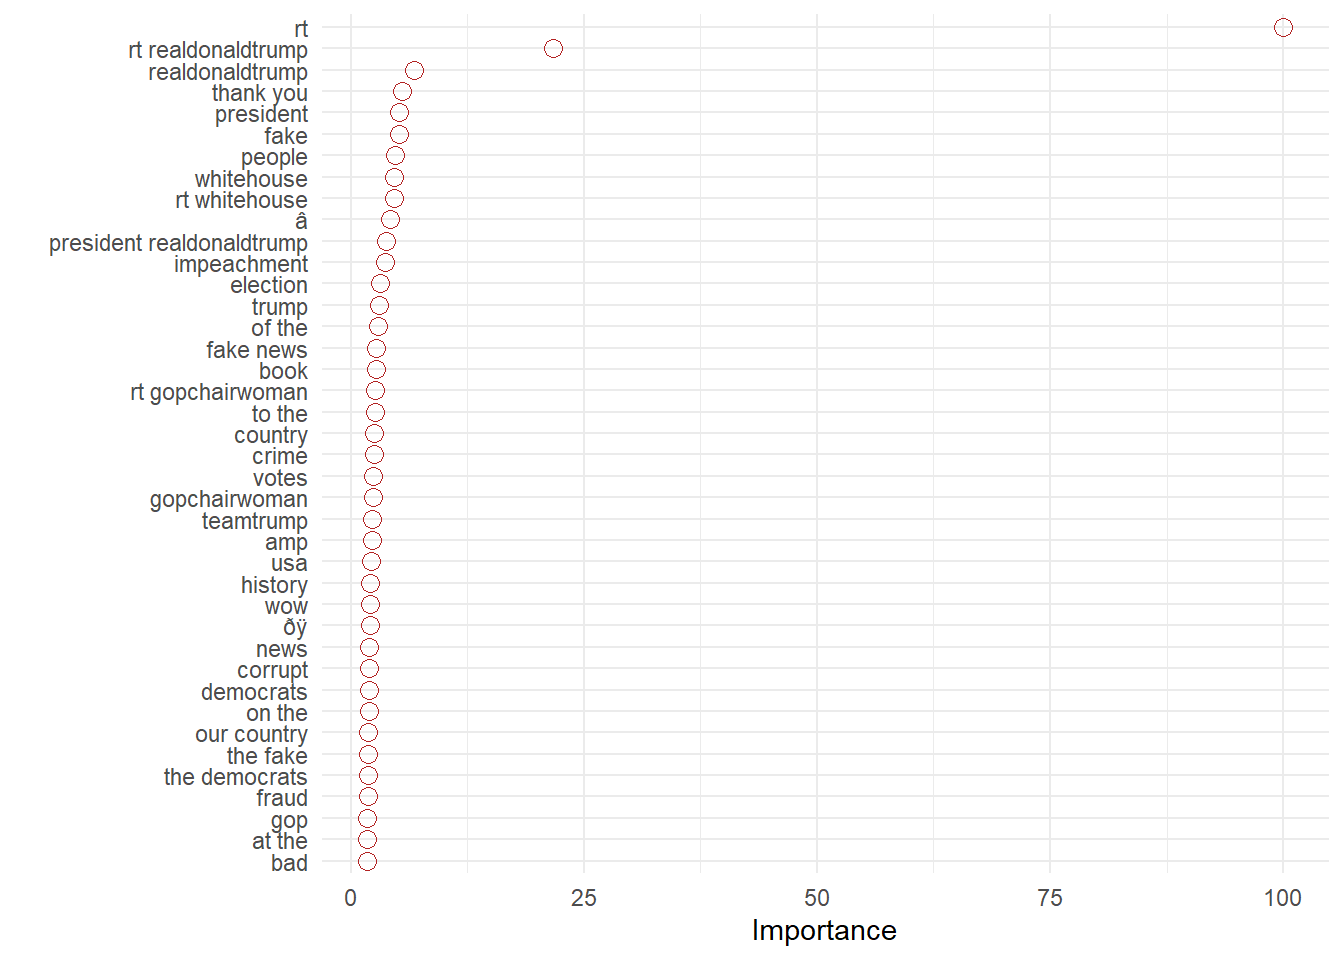 rt
rt realdonaldtrump
realdonaldtrump
thank you
president
fake
people
whitehouse
rt whitehouse
â
president realdonaldtrump
impeachment
election
trump
of the
fake news
book
rt gopchairwoman
to the
country
crime
votes
gopchairwoman
teamtrump
amp
usa
history
wow
ðÿ
news
corrupt
democrats
on the
our country
the fake
the democrats
fraud
gop
at the
bad
0 25 50 75 100
Importance